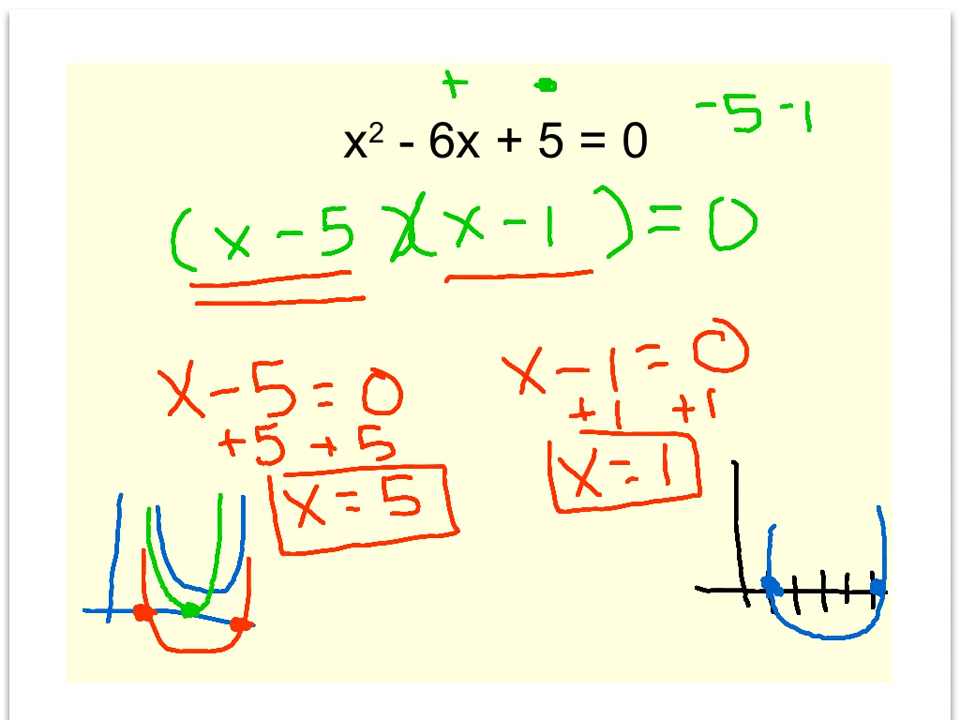 + •
x² - 6x + 5 = 0
-5 -1
(x - 5)(x - 1) = 0
x - 5 = 0
+5 +5
x = 5
x - 1 = 0
+1 +1
x = 1